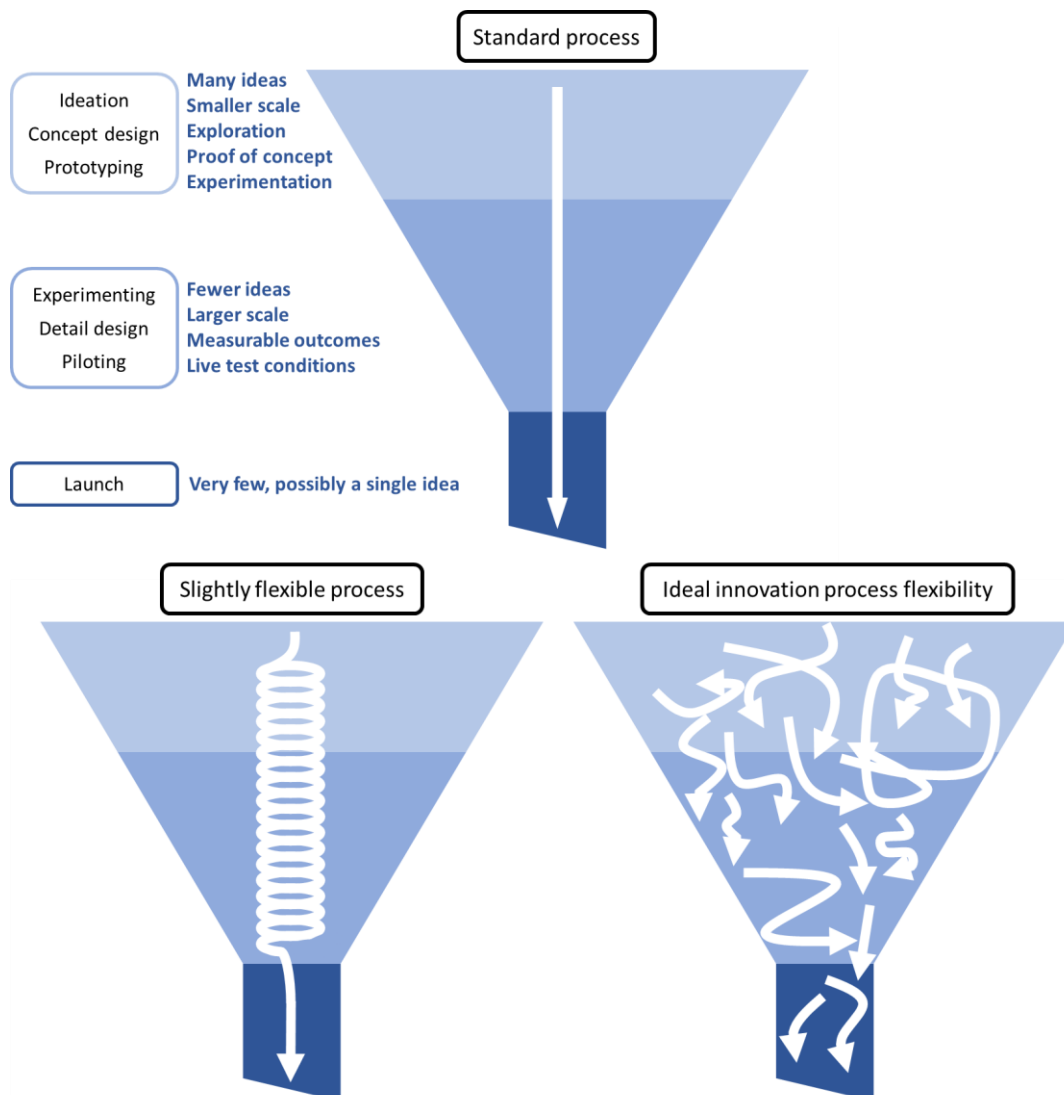 Standard process
Ideation
Concept design
Prototyping
Many ideas
Smaller scale
Exploration
Proof of concept
Experimentation
Experimenting
Detail design
Piloting
Fewer ideas
Larger scale
Measurable outcomes
Live test conditions
Launch
Very few, possibly a single idea
Slightly flexible process
Ideal innovation process flexibility